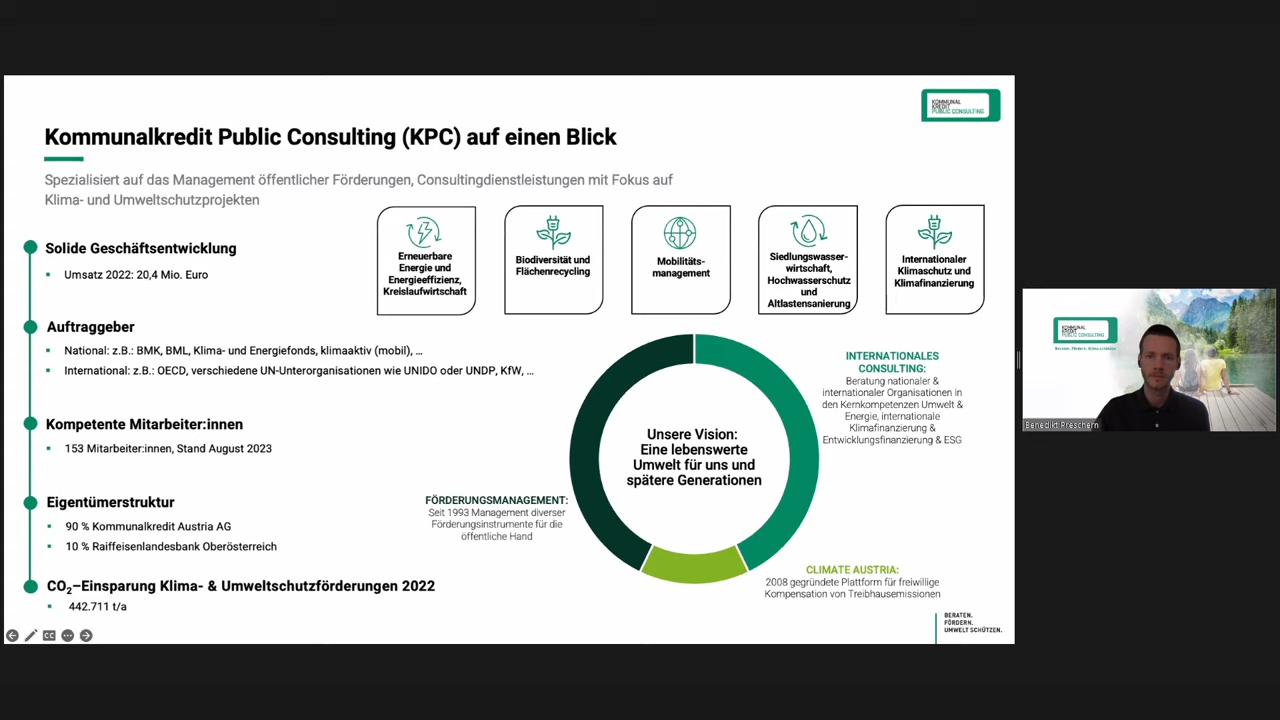 KOMMUNAL
KREDIT
PUBLIC CONSULTING
Kommunalkredit Public Consulting (KPC) auf einen Blick
Spezialisiert auf das Management öffentlicher Förderungen, Consultingdienstleistungen mit Fokus auf
Klima- und Umweltschutzprojekten
Solide Geschäftsentwicklung
Umsatz 2022: 20,4 Mio. Euro
Auftraggeber
National: z.B.: BMK, BML, Klima- und Energiefonds, klimaaktiv (mobil), ...
International: z.B.: OECD, verschiedene UN-Unterorganisationen wie UNIDO oder UNDP, KfW, ...
Kompetente Mitarbeiter:innen
153 Mitarbeiter:innen, Stand August 2023
Eigentümerstruktur
90 % Kommunalkredit Austria AG
10 % Raiffeisenlandesbank Oberösterreich
CO₂–Einsparung Klima- & Umweltschutzförderungen 2022
442.711 t/a
Erneuerbare
Energie und
Energieeffizienz,
Kreislaufwirtschaft
Biodiversität und
Flächenrecycling
Mobilitäts-
management
Siedlungswasser-
wirtschaft,
Hochwasserschutz
und
Altlastensanierung
Internationaler
Klimaschutz und
Klimafinanzierung
Unsere Vision:
Eine lebenswerte
Umwelt für uns und
spätere Generationen
INTERNATIONALES
CONSULTING:
Beratung nationaler &
internationaler Organisationen in
den Kernkompetenzen Umwelt &
Energie, internationale
Klimafinanzierung &
Entwicklungsfinanzierung & ESG
FÖRDERUNGSMANAGEMENT:
Seit 1993 Management diverser
Förderungsinstrumente für die
öffentliche Hand
CLIMATE AUSTRIA:
2008 gegründete Plattform für freiwillige
Kompensation von Treibhausemissionen
BERATEN.
FÖRDERN.
UMWELT SCHÜTZEN.
CC
KOMMUNAL
KREDIT
PUBLIC CONSULTING
Benedikt Preschern